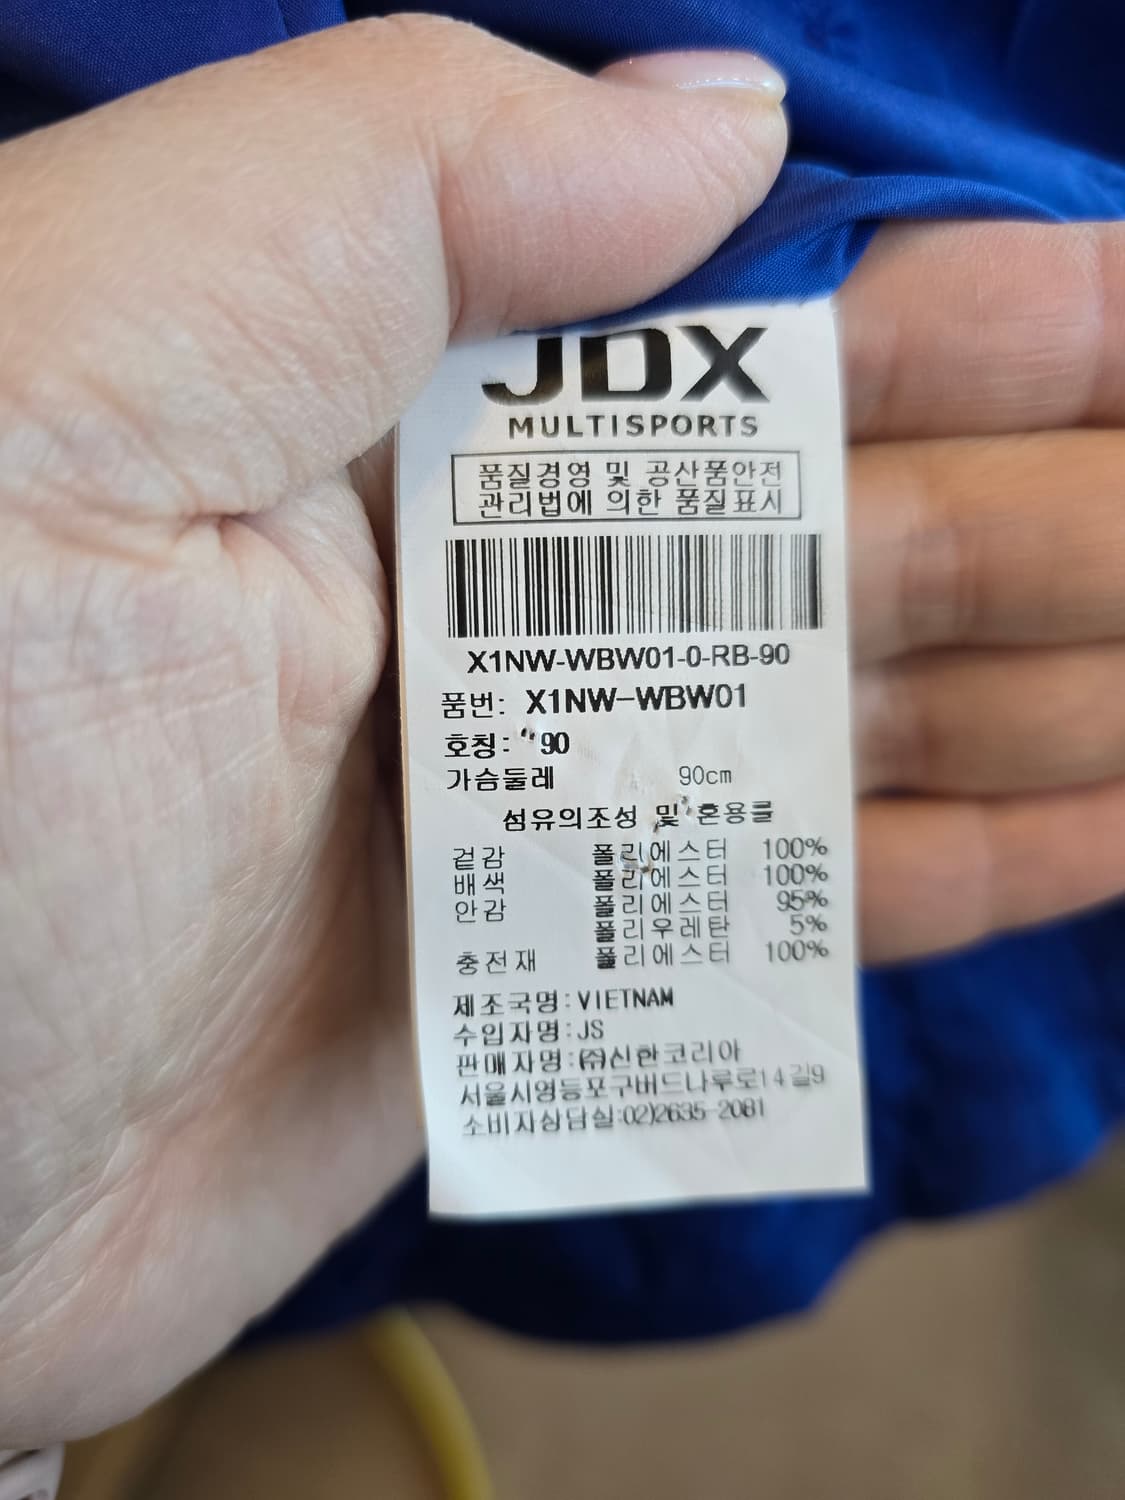 JDX
MULTISPORTS
품질경영 및 공산품안전
관리법에 의한 품질표시
X1NW-WBW01-0-RB-90
품번: X1NW-WBW01
호칭: 90
가슴둘레 90cm
섬유의조성 및 혼용률
겉감 폴리에스터 100%
배색 폴리에스터 100%
안감 폴리에스터 95%
폴리우레탄 5%
충전재 폴리에스터 100%
제조국명:VIETNAM
수입자명:JS
판매자명:㈜신한코리아
서울시영등포구버드나루로14길9
소비자상담실:02)2635-2081